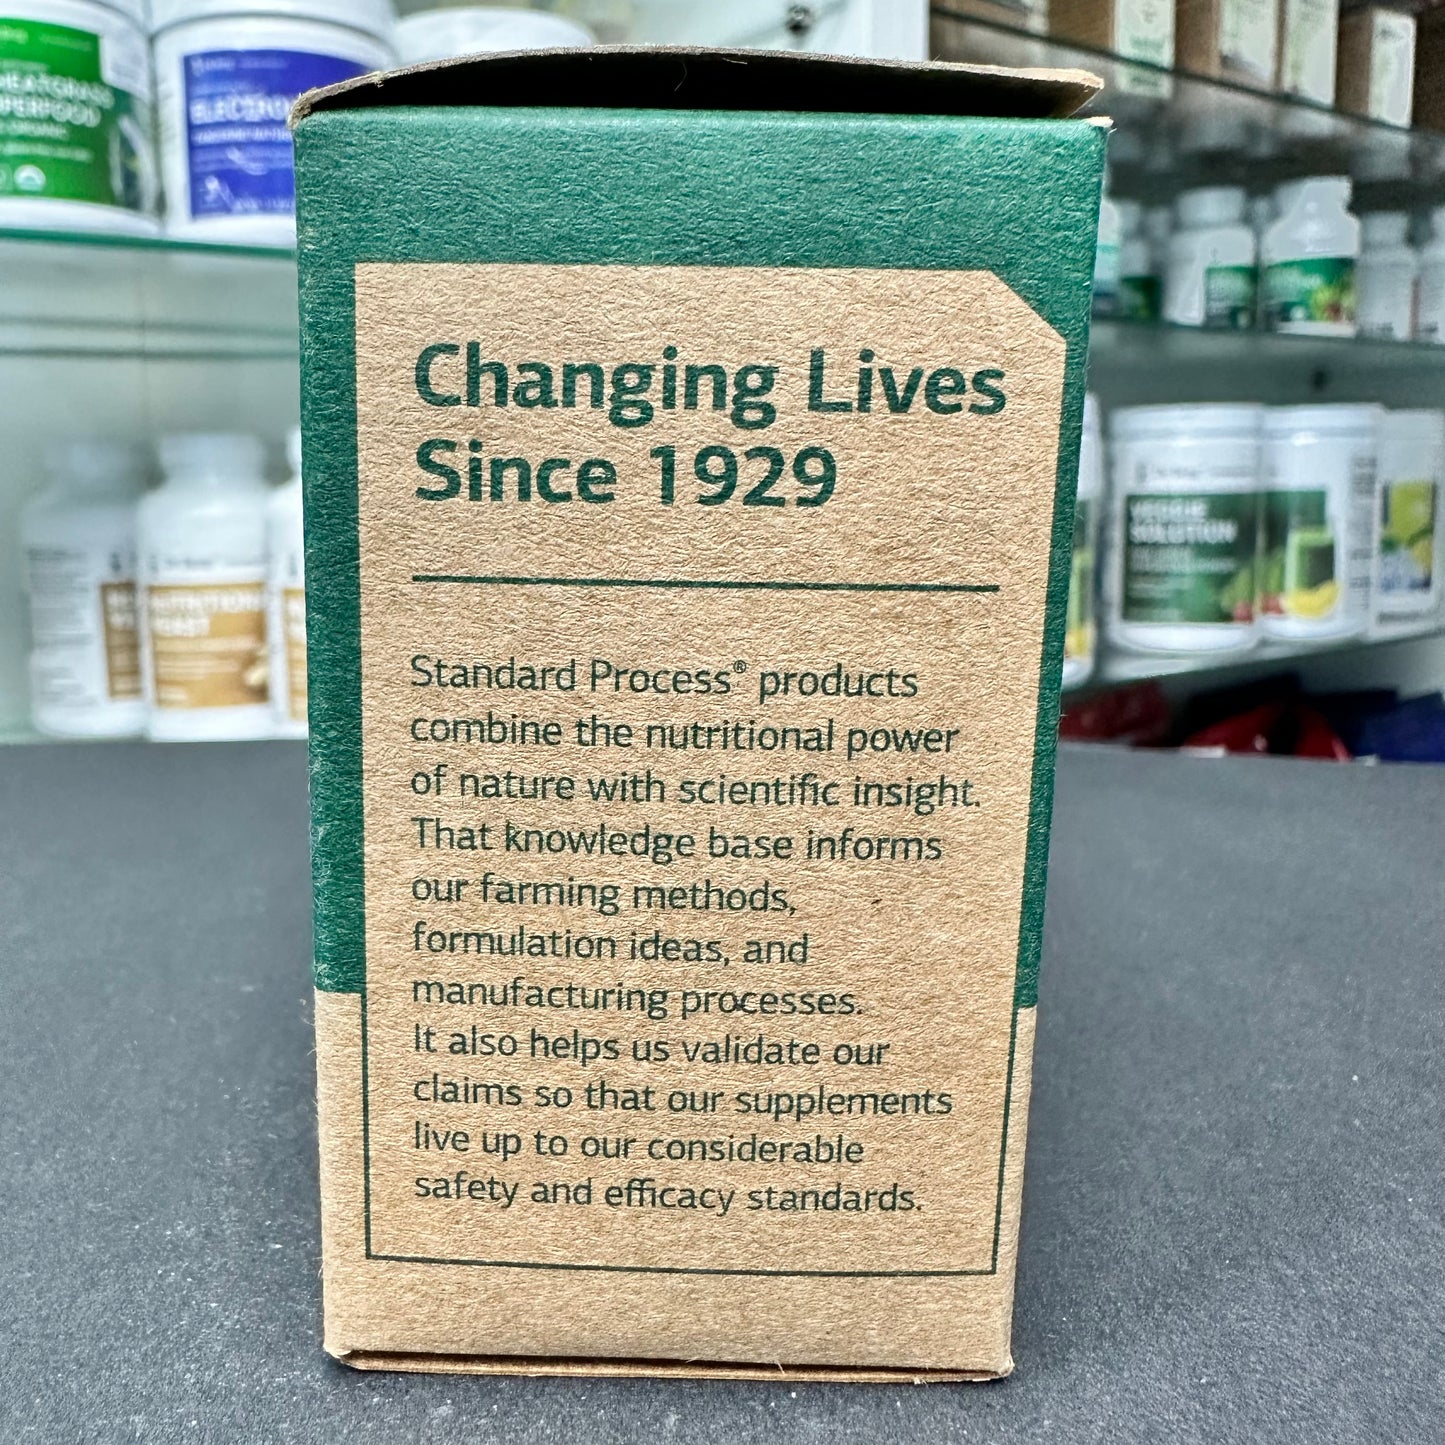 Changing Lives
Since 1929
Standard Process® products
combine the nutritional power
of nature with scientific insight.
That knowledge base informs
our farming methods,
formulation ideas, and
manufacturing processes.
It also helps us validate our
claims so that our supplements
live up to our considerable
safety and efficacy standards.
VEGGIE
SOLUTION